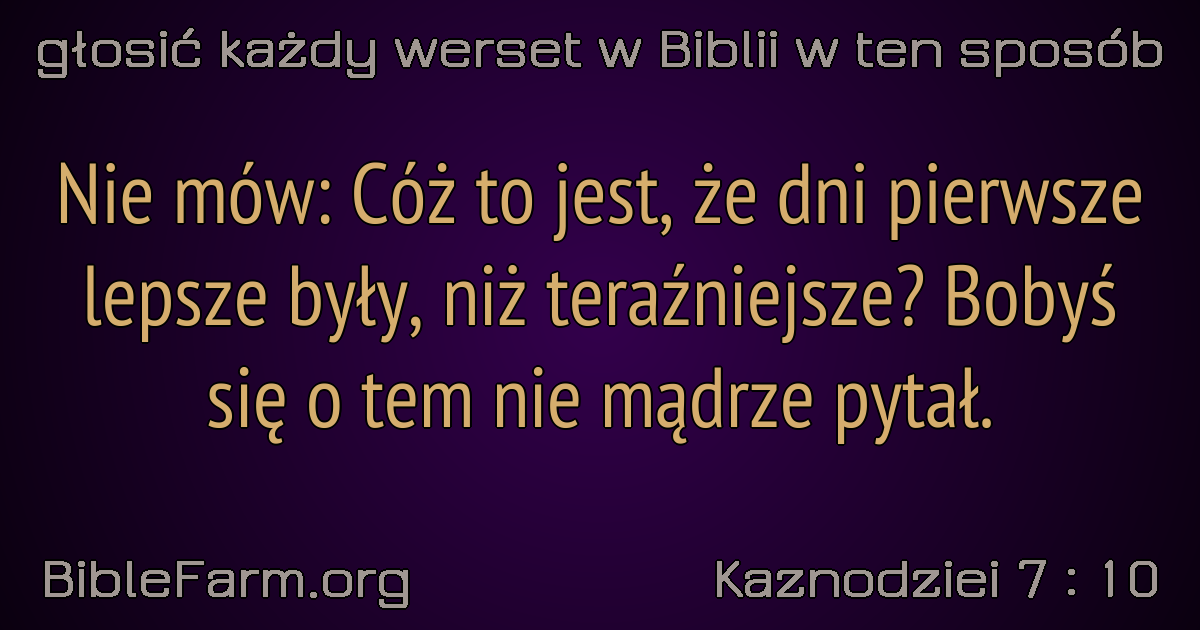 głosić każdy werset w Biblii w ten sposób
Nie mów: Cóż to jest, że dni pierwsze
lepsze były, niż teraźniejsze? Bobyś
się o tem nie mądrze pytał.
BibleFarm.org
Kaznodziei 7 : 10